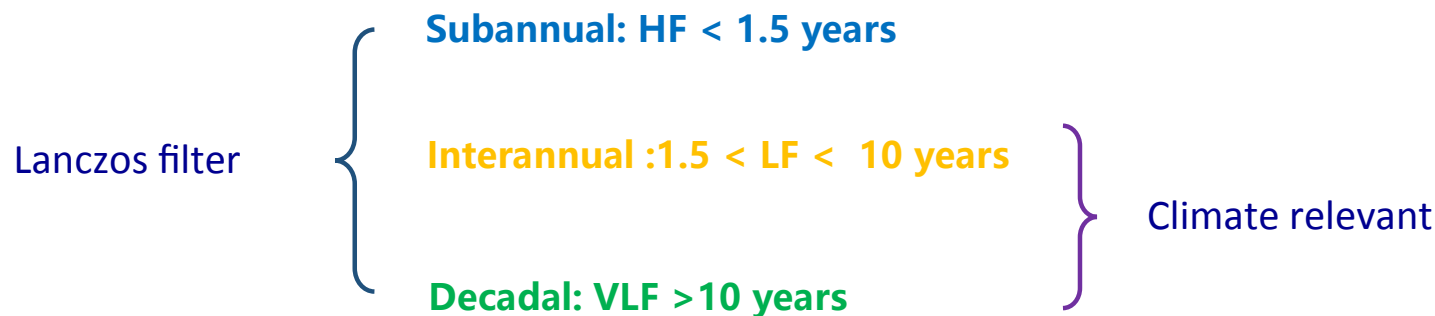 Subannual: HF < 1.5 years
Lanczos filter
Interannual :1.5 < LF < 10 years
Climate relevant
Decadal: VLF >10 years